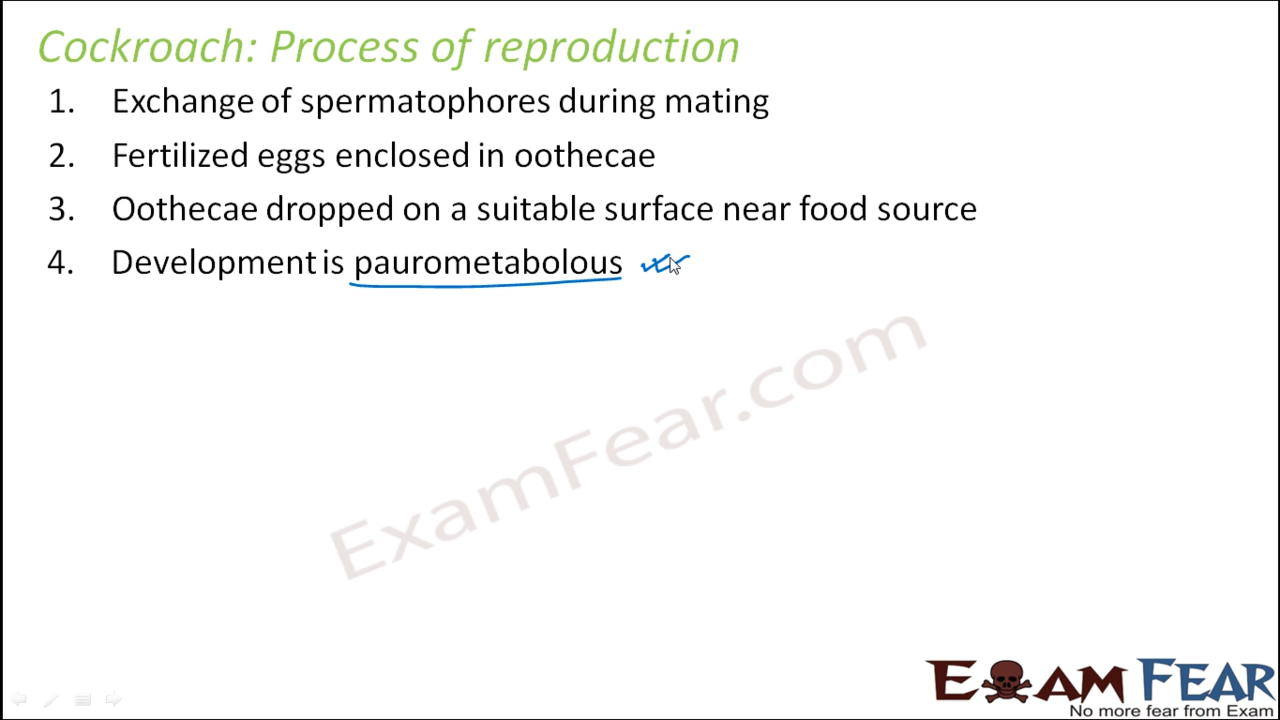 Cockroach: Process of reproduction
1. Exchange of spermatophores during mating
2. Fertilized eggs enclosed in oothecae
3. Oothecae dropped on a suitable surface near food source
4. Development is paurometabolous
ExamFear.com
EXAM FEAR
No more fear from Exam